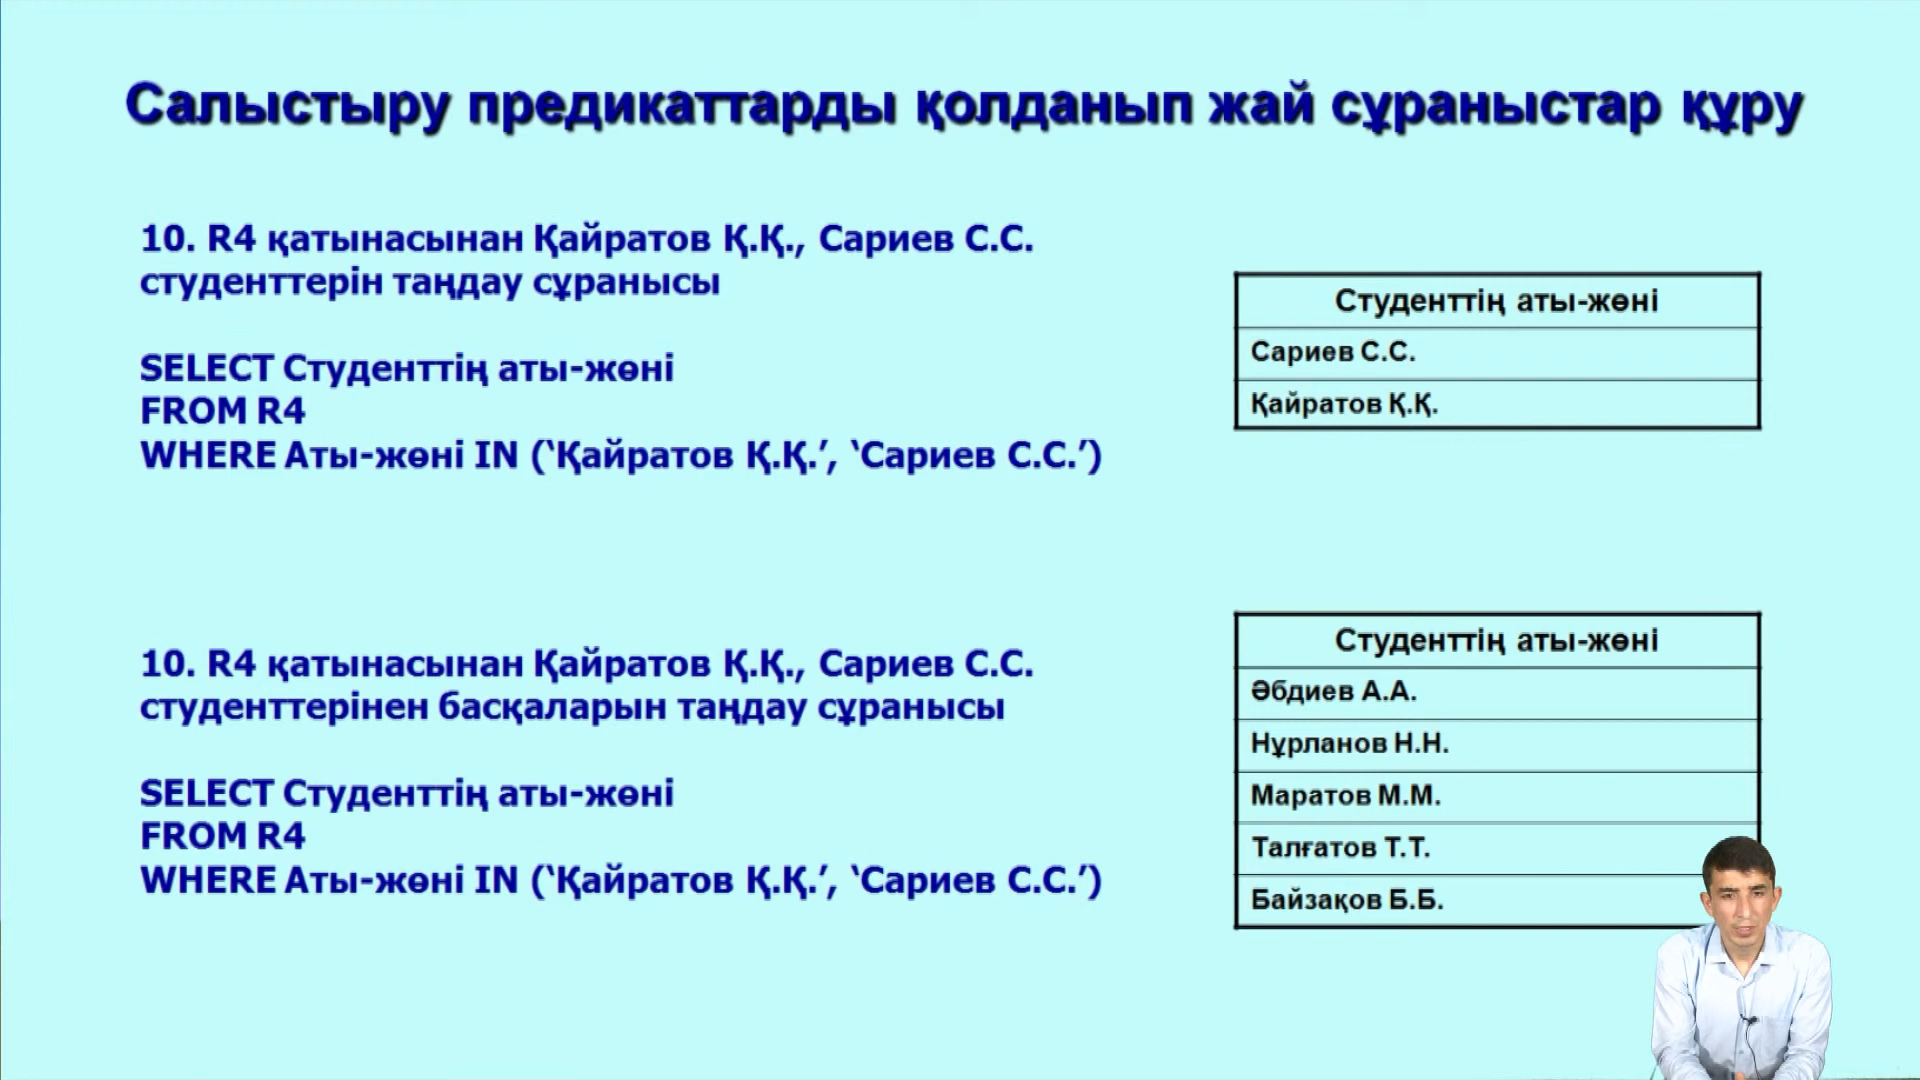 Салыстыру предикаттарды қолданып жай сұраныстар құру
10. R4 қатынасынан Қайратов Қ.Қ., Сариев С.С.
студенттерін таңдау сұранысы
SELECT Студенттің аты-жөні
FROM R4
WHERE Аты-жөні IN (‘Қайратов Қ.Қ.’, ‘Сариев С.С.’)
Студенттің аты-жөні
Сариев С.С.
Қайратов Қ.Қ.
10. R4 қатынасынан Қайратов Қ.Қ., Сариев С.С.
студенттерінен басқаларын таңдау сұранысы
SELECT Студенттің аты-жөні
FROM R4
WHERE Аты-жөні IN (‘Қайратов Қ.Қ.’, ‘Сариев С.С.’)
Студенттің аты-жөні
Әбдиев А.А.
Нұрланов Н.Н.
Маратов М.М.
Талғатов Т.Т.
Байзақов Б.Б.